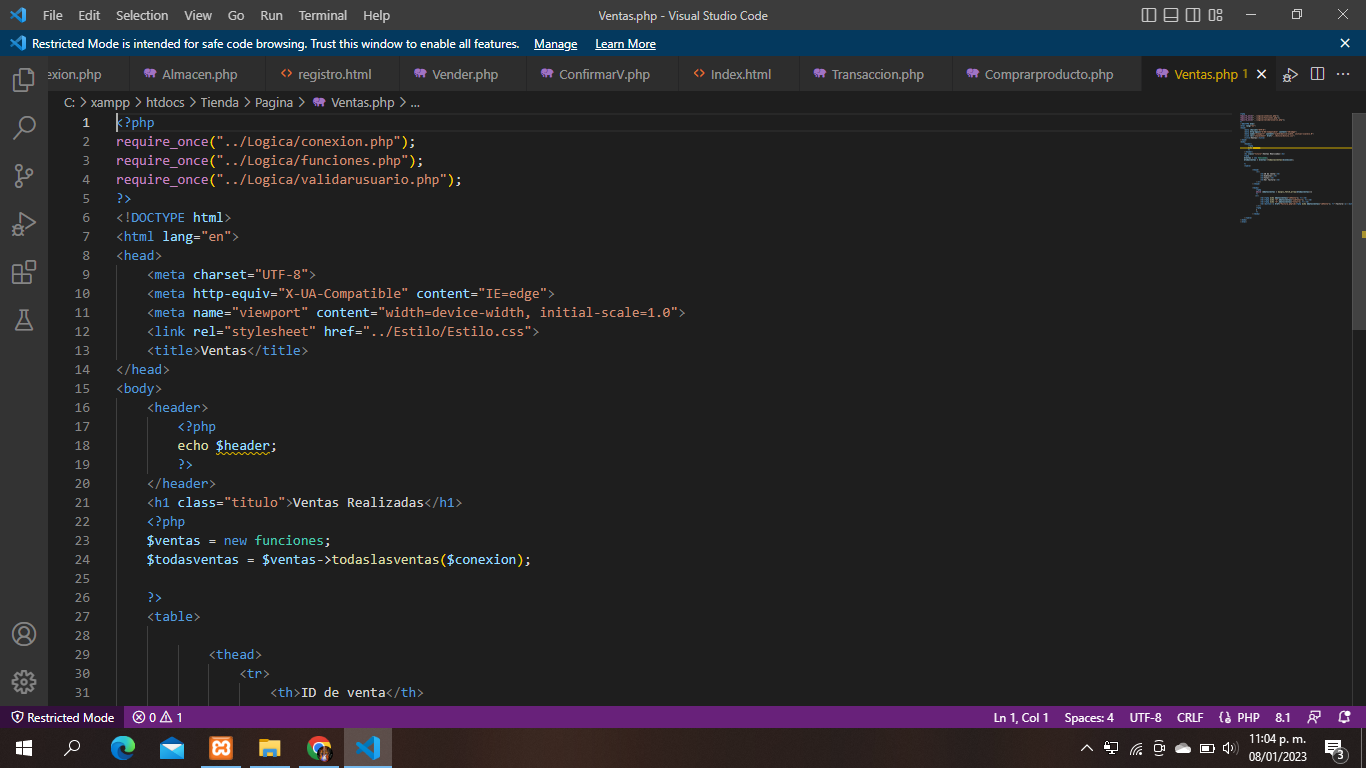 File Edit Selection View Go Run Terminal Help Ventas.php - Visual Studio Code
Restricted Mode is intended for safe code browsing. Trust this window to enable all features. Manage Learn More
exion.php Almacen.php registro.html Vender.php ConfirmarV.php Index.html Transaccion.php Comprarproducto.php Ventas.php 1
C: > xampp > htdocs > Tienda > Pagina > Ventas.php > ...
1 <?php
2 require_once("../Logica/conexion.php");
3 require_once("../Logica/funciones.php");
4 require_once("../Logica/validarusuario.php");
5 ?>
6 <!DOCTYPE html>
7 <html lang="en">
8 <head>
9 <meta charset="UTF-8">
10 <meta http-equiv="X-UA-Compatible" content="IE=edge">
11 <meta name="viewport" content="width=device-width, initial-scale=1.0">
12 <link rel="stylesheet" href="../Estilo/Estilo.css">
13 <title>Ventas</title>
14 </head>
15 <body>
16 <header>
17 <?php
18 echo $header;
19 ?>
20 </header>
21 <h1 class="titulo">Ventas Realizadas</h1>
22 <?php
23 $ventas = new funciones;
24 $todasventas = $ventas->todaslasventas($conexion);
25
26 ?>
27 <table>
28
29 <thead>
30 <tr>
31 <th>ID de venta</th>
Restricted Mode 0 1 Ln 1, Col 1 Spaces: 4 UTF-8 CRLF PHP 8.1
11:04 p. m.
08/01/2023
3